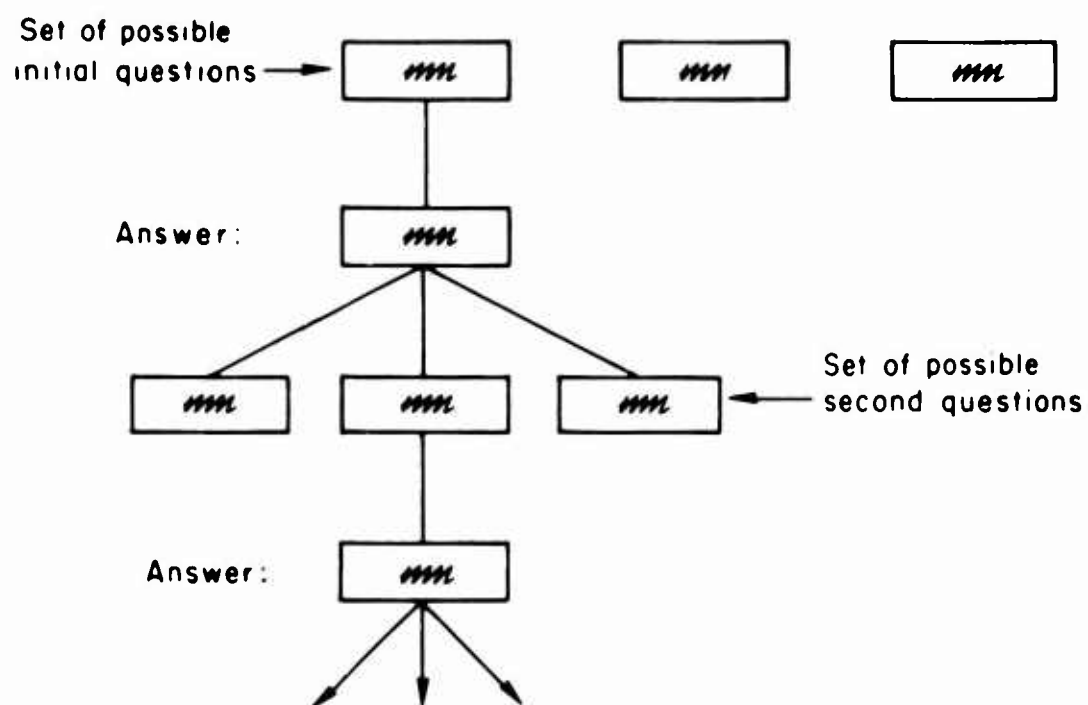 Set of possible
initial questions
Answer:
Set of possible
second questions
Answer: